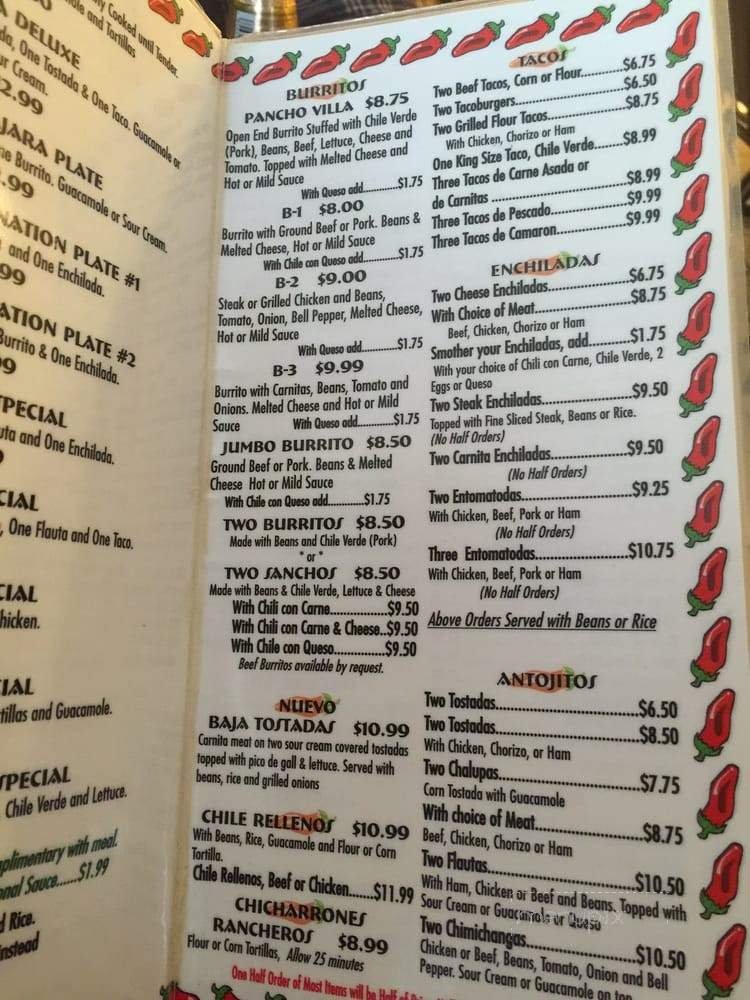 y Cooked until Tender.
le and Tortillas
A DELUXE
da, One Tostada & One Taco. Guacamole or
ur Cream.
2.99
JARA PLATE
ne Burrito. Guacamole or Sour Cream.
.99
NATION PLATE #1
and One Enchilada.
99
ATION PLATE #2
Burrito & One Enchilada.
99
SPECIAL
uta and One Enchilada.
CIAL
, One Flauta and One Taco.
CIAL
hicken.
IAL
tillas and Guacamole.
SPECIAL
Chile Verde and Lettuce.
plimentary with meal.
onal Sauce......$1.99
d Rice.
nstead
BURRITOS
PANCHO VILLA $8.75
Open End Burrito Stuffed with Chile Verde
(Pork), Beans, Beef, Lettuce, Cheese and
Tomato. Topped with Melted Cheese and
Hot or Mild Sauce
With Queso add............$1.75
B-1 $8.00
Burrito with Ground Beef or Pork. Beans &
Melted Cheese, Hot or Mild Sauce
With Chile con Queso add............$1.75
B-2 $9.00
Steak or Grilled Chicken and Beans,
Tomato, Onion, Bell Pepper, Melted Cheese,
Hot or Mild Sauce
With Queso add............$1.75
B-3 $9.99
Burrito with Carnitas, Beans, Tomato and
Onions. Melted Cheese and Hot or Mild
Sauce With Queso add............$1.75
JUMBO BURRITO $8.50
Ground Beef or Pork. Beans & Melted
Cheese Hot or Mild Sauce
With Chile con Queso add............$1.75
TWO BURRITOS $8.50
Made with Beans and Chile Verde (Pork)
* or *
TWO SANCHOS $8.50
Made with Beans & Chile Verde, Lettuce & Cheese
With Chili con Carne...............$9.50
With Chili con Carne & Cheese..$9.50
With Chile con Queso...............$9.50
Beef Burritos available by request.
NUEVO
BAJA TOSTADAS $10.99
Carnita meat on two sour cream covered tostadas
topped with pico de gall & lettuce. Served with
beans, rice and grilled onions
CHILE RELLENOS $10.99
With Beans, Rice, Guacamole and Flour or Corn
Tortilla.
Chile Rellenos, Beef or Chicken......$11.99
CHICHARRONES
RANCHEROS $8.99
Flour or Corn Tortillas, Allow 25 minutes
One Half Order of Most Items will be Half of
TACOS
Two Beef Tacos, Corn or Flour............$6.75
Two Tacoburgers............................$6.50
Two Grilled Flour Tacos....................$8.75
With Chicken, Chorizo or Ham
One King Size Taco, Chile Verde........$8.99
Three Tacos de Carne Asada or
de Carnitas .................................$8.99
Three Tacos de Pescado....................$9.99
Three Tacos de Camaron....................$9.99
ENCHILADAS
Two Cheese Enchiladas.....................$6.75
With Choice of Meat........................$8.75
Beef, Chicken, Chorizo or Ham
Smother your Enchiladas, add............$1.75
With your choice of Chili con Carne, Chile Verde, 2
Eggs or Queso
Two Steak Enchiladas.......................$9.50
Topped with Fine Sliced Steak, Beans or Rice.
(No Half Orders)
Two Carnita Enchiladas.....................$9.50
(No Half Orders)
Two Entomatodas............................$9.25
With Chicken, Beef, Pork or Ham
(No Half Orders)
Three Entomatodas..........................$10.75
With Chicken, Beef, Pork or Ham
(No Half Orders)
Above Orders Served with Beans or Rice
ANTOJITOS
Two Tostadas................................$6.50
Two Tostadas................................$8.50
With Chicken, Chorizo, or Ham
Two Chalupas................................$7.75
Corn Tostada with Guacamole
With choice of Meat........................$8.75
Beef, Chicken, Chorizo or Ham
Two Flautas..................................$10.50
With Ham, Chicken or Beef and Beans. Topped with
Sour Cream or Guacamole or Queso
Two Chimichangas............................$10.50
Chicken or Beef, Beans, Tomato, Onion and Bell
Pepper. Sour Cream or Guacamole on top